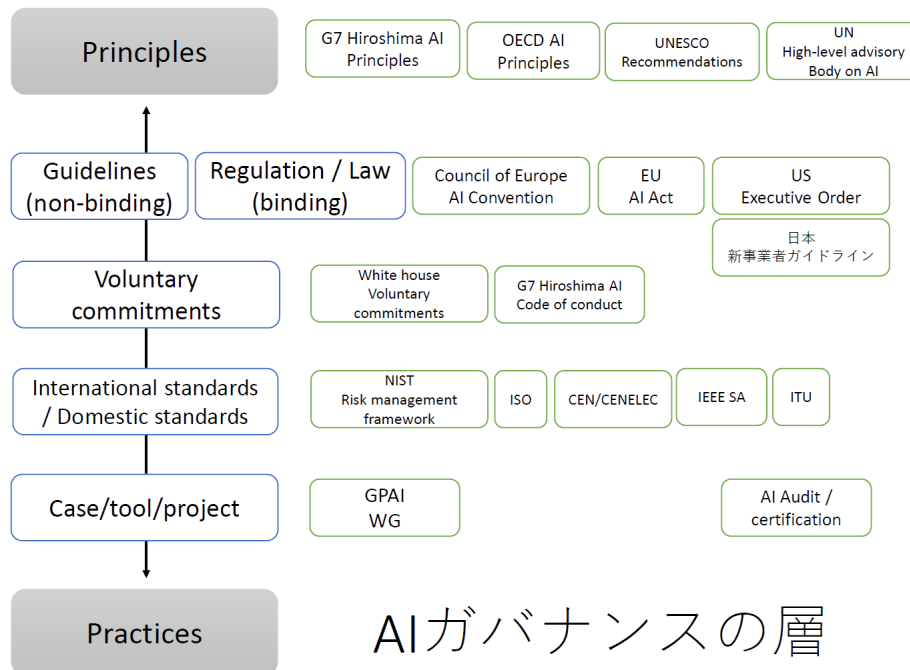 Principles
G7 Hiroshima AI
Principles
OECD AI
Principles
UNESCO
Recommendations
UN
High-level advisory
Body on AI
Guidelines
(non-binding)
Regulation / Law
(binding)
Council of Europe
AI Convention
EU
AI Act
US
Executive Order
日本
新事業者ガイドライン
Voluntary
commitments
White house
Voluntary
commitments
G7 Hiroshima AI
Code of conduct
International standards
/ Domestic standards
NIST
Risk management
framework
ISO
CEN/CENELEC
IEEE SA
ITU
Case/tool/project
GPAI
WG
AI Audit /
certification
Practices
AIガバナンスの層